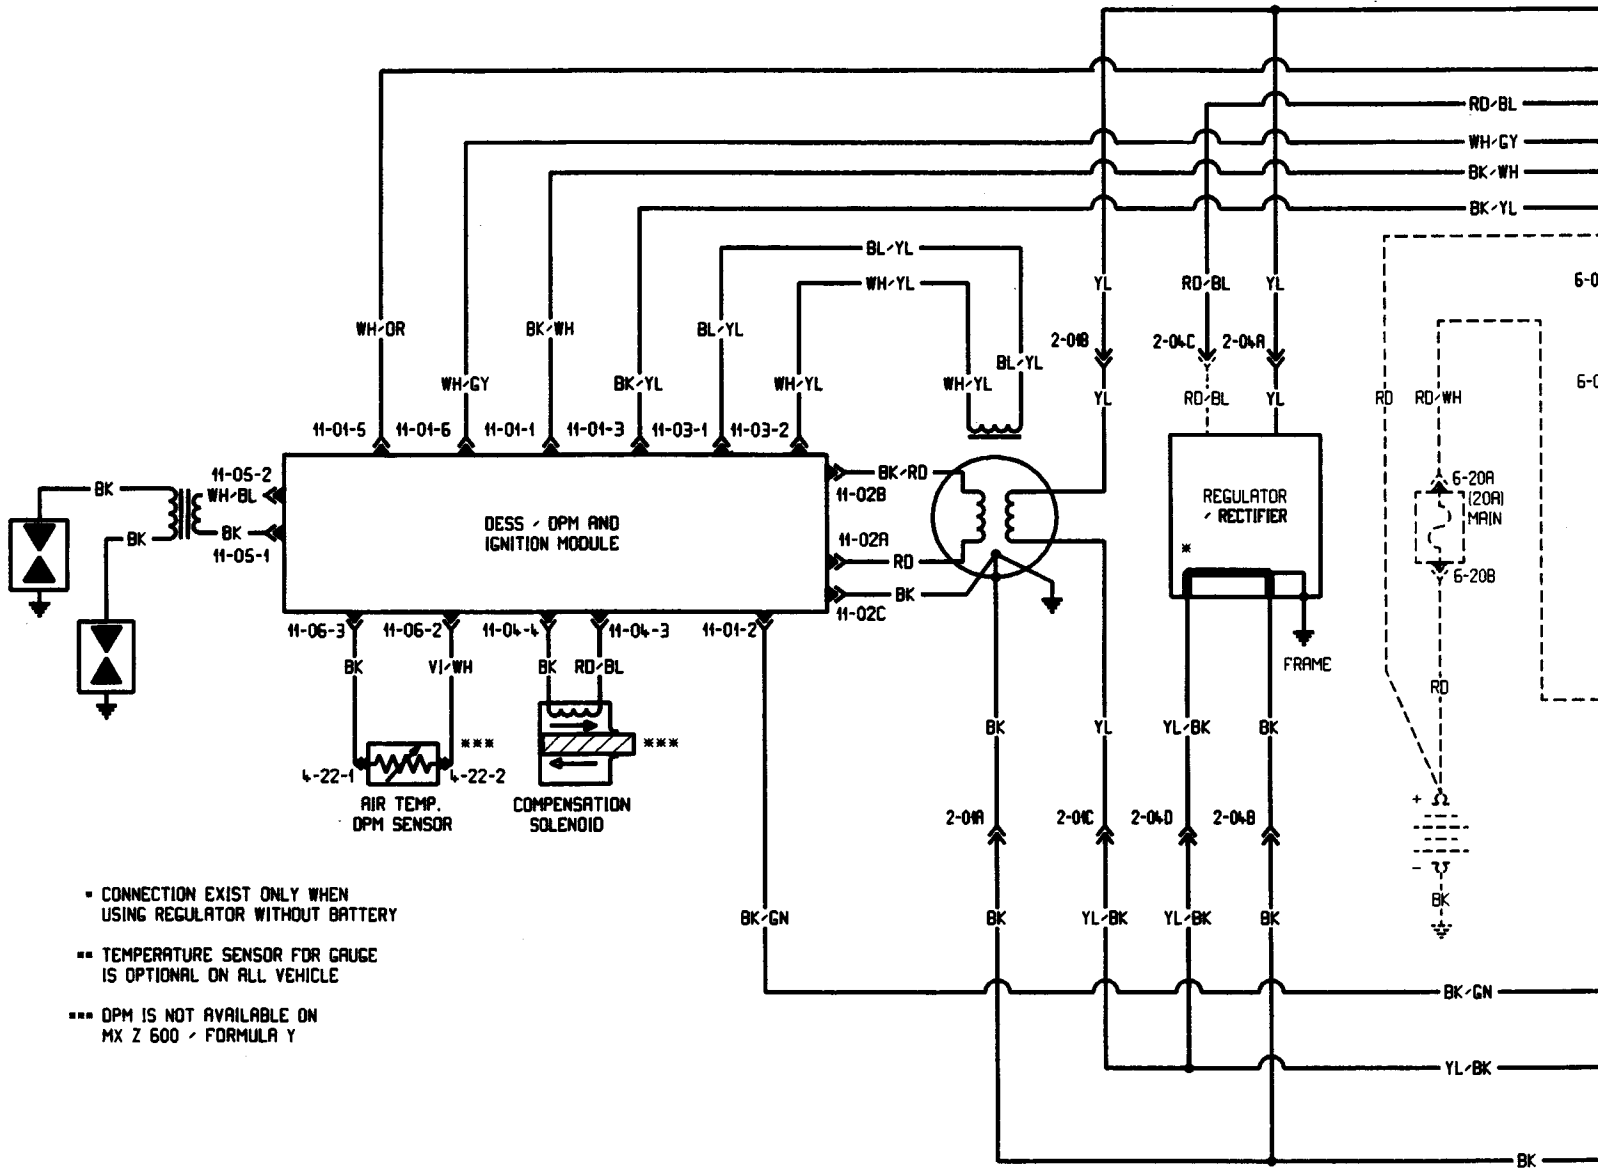 RD/BL
WH/GY
BK/WH
BK/YL
BL/YL
WH/YL
YL
RD/BL
YL
6-0
WH/OR
BK/WH
BL/YL
2-01B
2-04C
2-04A
BL/YL
WH/GY
BK/YL
WH/YL
WH/YL
YL
RD/BL
YL
RD
RD/WH
6-0
11-01-5
11-01-6
11-01-1
11-01-3
11-03-1
11-03-2
11-05-2
BK
WH/BL
BK
BK
11-05-1
DESS / DPM AND
IGNITION MODULE
BK/RD
11-02B
11-02A
RD
BK
11-02C
REGULATOR
/ RECTIFIER
*
6-20A
(20A)
MAIN
6-20B
11-06-3
11-06-2
11-04-4
11-04-3
11-01-2
FRAME
BK
VI/WH
BK
RD/BL
RD
BK
YL
YL/BK
BK
***
***
4-22-1
4-22-2
AIR TEMP.
DPM SENSOR
COMPENSATION
SOLENOID
2-01A
2-01C
2-04D
2-04B
+
-
BK
* CONNECTION EXIST ONLY WHEN
USING REGULATOR WITHOUT BATTERY
** TEMPERATURE SENSOR FOR GAUGE
IS OPTIONAL ON ALL VEHICLE
*** DPM IS NOT AVAILABLE ON
MX Z 600 / FORMULA Y
BK/GN
BK
YL/BK
YL/BK
BK
BK/GN
YL/BK
BK